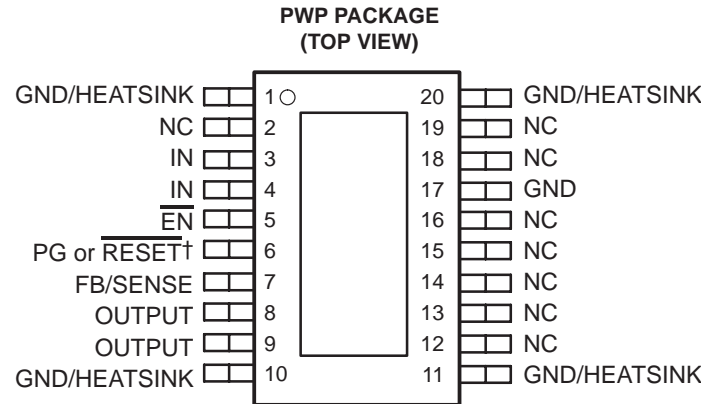 PWP PACKAGE
(TOP VIEW)
GND/HEATSINK 1 20 GND/HEATSINK
NC 2 19 NC
IN 3 18 NC
IN 4 17 GND
EN 5 16 NC
PG or RESET† 6 15 NC
FB/SENSE 7 14 NC
OUTPUT 8 13 NC
OUTPUT 9 12 NC
GND/HEATSINK 10 11 GND/HEATSINK